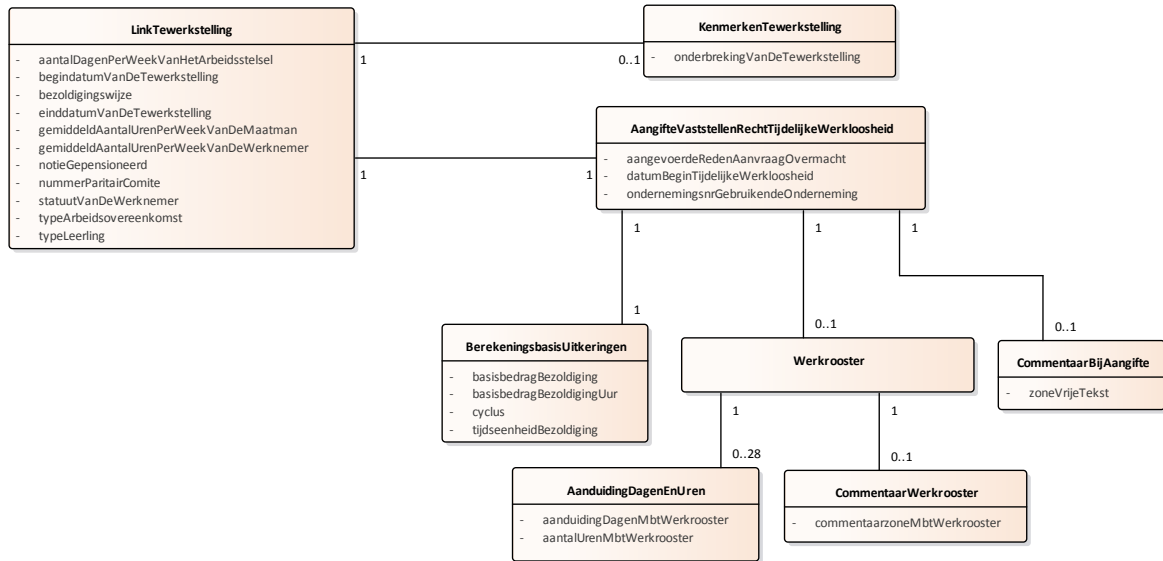 LinkTewerkstelling
- aantalDagenPerWeekVanHetArbeidsstelsel
- begindatumVanDeTewerkstelling
- bezoldigingswijze
- einddatumVanDeTewerkstelling
- gemiddeldAantalUrenPerWeekVanDeMaatman
- gemiddeldAantalUrenPerWeekVanDeWerknemer
- notieGepensioneerd
- nummerParitairComite
- statuutVanDeWerknemer
- typeArbeidsovereenkomst
- typeLeerling
1
0..1
KenmerkenTewerkstelling
- onderbrekingVanDeTewerkstelling
1
1
AangifteVaststellenRechtTijdelijkeWerkloosheid
- aangevoerdeRedenAanvraagOvermacht
- datumBeginTijdelijkeWerkloosheid
- ondernemingsnrGebruikendeOnderneming
1
1
1
1
0..1
0..1
BerekeningsbasisUitkeringen
- basisbedragBezoldiging
- basisbedragBezoldigingUur
- cyclus
- tijdseenheidBezoldiging
Werkrooster
CommentaarBijAangifte
- zoneVrijeTekst
1
1
0..28
0..1
AanduidingDagenEnUren
- aanduidingDagenMbtWerkrooster
- aantalUrenMbtWerkrooster
CommentaarWerkrooster
- commentaarzoneMbtWerkrooster